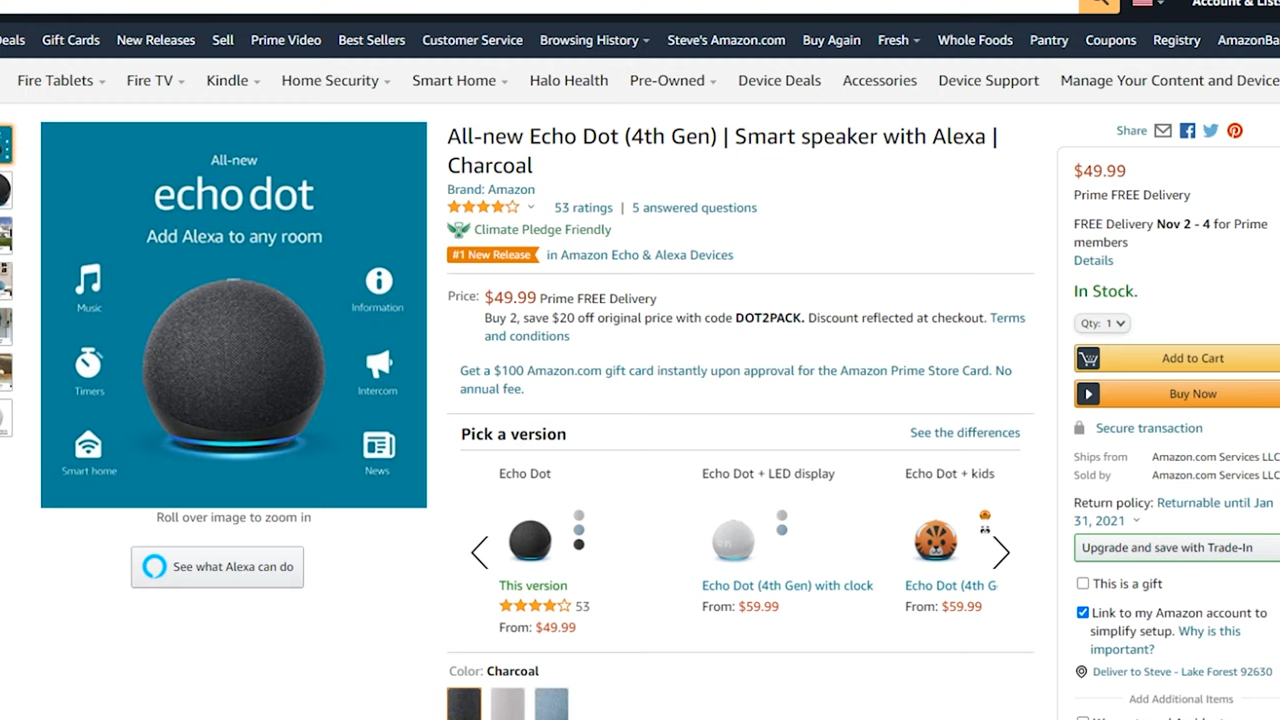 Account & Lists
Deals Gift Cards New Releases Sell Prime Video Best Sellers Customer Service Browsing History Steve's Amazon.com Buy Again Fresh Whole Foods Pantry Coupons Registry AmazonBa
Fire Tablets Fire TV Kindle Home Security Smart Home Halo Health Pre-Owned Device Deals Accessories Device Support Manage Your Content and Device
All-new
echo dot
Add Alexa to any room
Music
Information
Timers
Intercom
Smart home
News
Roll over image to zoom in
See what Alexa can do
All-new Echo Dot (4th Gen) | Smart speaker with Alexa |
Charcoal
Brand: Amazon
53 ratings | 5 answered questions
Climate Pledge Friendly
#1 New Release in Amazon Echo & Alexa Devices
Price: $49.99 Prime FREE Delivery
Buy 2, save $20 off original price with code DOT2PACK. Discount reflected at checkout. Terms
and conditions
Get a $100 Amazon.com gift card instantly upon approval for the Amazon Prime Store Card. No
annual fee.
Pick a version See the differences
Echo Dot Echo Dot + LED display Echo Dot + kids
This version Echo Dot (4th Gen) with clock Echo Dot (4th G
53 From: $59.99 From: $59.99
From: $49.99
Color: Charcoal
Share
$49.99
Prime FREE Delivery
FREE Delivery Nov 2 - 4 for Prime
members
Details
In Stock.
Qty: 1
Add to Cart
Buy Now
Secure transaction
Ships from Amazon.com Services LLC
Sold by Amazon.com Services LLC
Return policy: Returnable until Jan
31, 2021
Upgrade and save with Trade-In
This is a gift
Link to my Amazon account to
simplify setup. Why is this
important?
Deliver to Steve - Lake Forest 92630
Add Additional Items